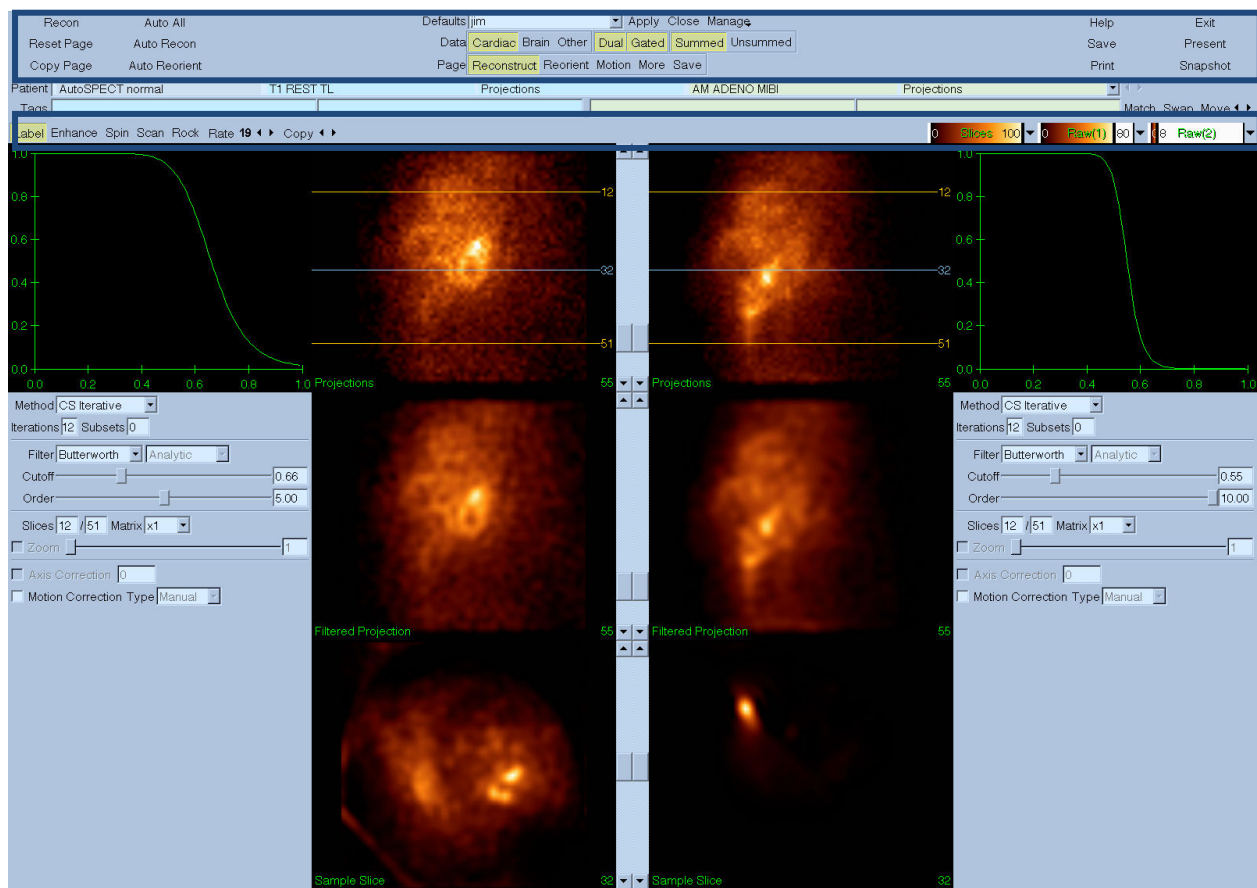 Recon Auto All Defaults jim Apply Close Manage Help Exit
Reset Page Auto Recon Data Cardiac Brain Other Dual Gated Summed Unsummed Save Present
Copy Page Auto Reorient Page Reconstruct Reorient Motion More Save Print Snapshot
Patient AutoSPECT normal T1 REST TL Projections AM ADENO MIBI Projections
Tags Match Swap Move
Label Enhance Spin Scan Rock Rate 19 Copy 0 Slices 100 0 Raw(1) 80 Raw(2)
1.0 1.0
12 12
0.8 0.8
0.6 0.6
32 32
0.4 0.4
0.2 0.2
51 51
0.0 0.0
0.0 0.2 0.4 0.6 0.8 1.0 Projections 55 Projections 55 0.0 0.2 0.4 0.6 0.8 1.0
Method CS Iterative Method CS Iterative
Iterations 12 Subsets 0 Iterations 12 Subsets 0
Filter Butterworth Analytic Filter Butterworth Analytic
Cutoff 0.66 Cutoff 0.55
Order 5.00 Order 10.00
Slices 12 / 51 Matrix x1 Slices 12 / 51 Matrix x1
Zoom 1 Zoom 1
Axis Correction 0 Axis Correction 0
Motion Correction Type Manual Motion Correction Type Manual
Filtered Projection 55 Filtered Projection 55
Sample Slice 32 Sample Slice 32